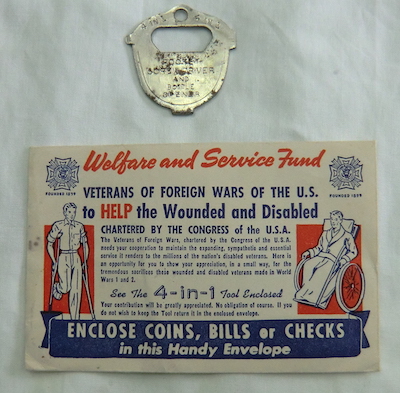 POCKET
SCREW DRIVER
AND
BOTTLE
OPENER
Welfare and Service Fund
FOUNDED 1899
FOUNDED 1899
VETERANS OF FOREIGN WARS OF THE U.S.
to HELP the Wounded and Disabled
CHARTERED BY THE CONGRESS of the U.S.A.
The Veterans of Foreign Wars, chartered by the Congress of the U.S.A.
needs your cooperation to maintain the expanding, sympathetic and essential
service it renders to the millions of the nation's disabled veterans. Here is
an opportunity for you to show your appreciation, in a small way, for the
tremendous sacrifices these wounded and disabled veterans made in World
Wars 1 and 2.
See The 4-in-1 Tool Enclosed
Your contribution will be greatly appreciated. No obligation of course. If you
do not wish to keep the Tool return it in the enclosed envelope.
ENCLOSE COINS, BILLS or CHECKS
in this Handy Envelope